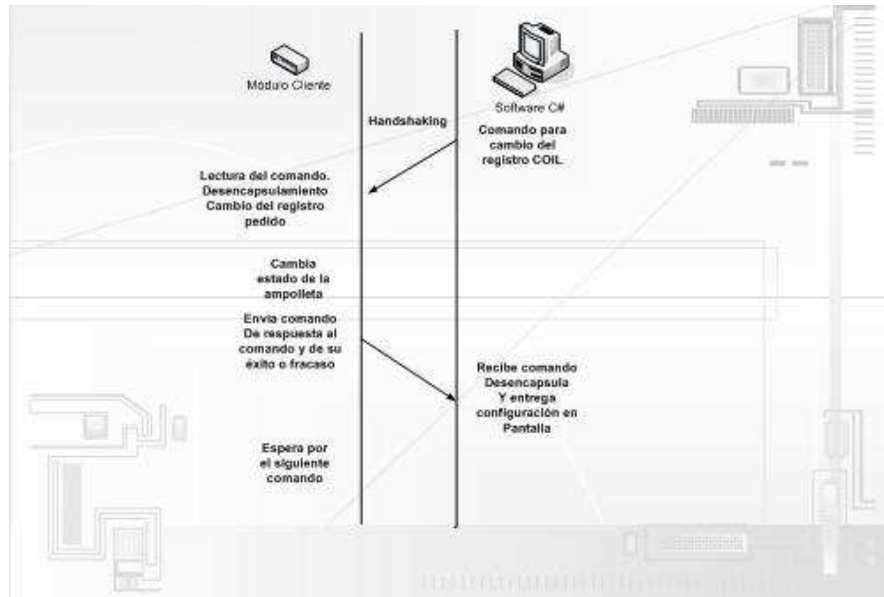 Módulo Cliente
Software C#
Handshaking
Comando para
cambio del
registro COIL
Lectura del comando.
Desencapsulamiento
Cambio del registro
pedido
Cambia
estado de la
ampolleta
Envia comando
De respuesta al
comando y de su
éxito o fracaso
Recibe comando
Desencapsula
Y entrega
configuración en
Pantalla
Espera por
el siguiente
comando